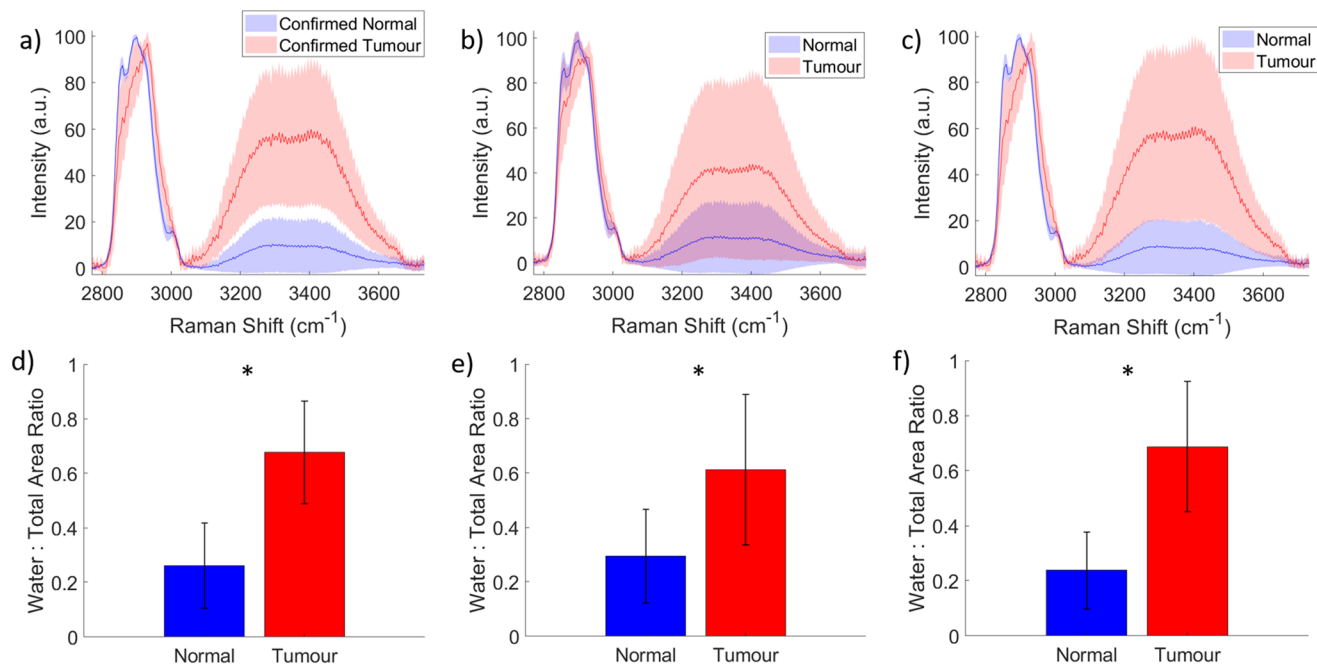 a)
Confirmed Normal
Confirmed Tumour
100
80
60
40
20
0
Intensity (a.u.)
2800 3000 3200 3400 3600
Raman Shift (cm-1)
b)
Normal
Tumour
100
80
60
40
20
0
Intensity (a.u.)
2800 3000 3200 3400 3600
Raman Shift (cm-1)
c)
Normal
Tumour
100
80
60
40
20
0
Intensity (a.u.)
2800 3000 3200 3400 3600
Raman Shift (cm-1)
d)
*
1
0.8
0.6
0.4
0.2
0
Water : Total Area Ratio
Normal Tumour
e)
*
1
0.8
0.6
0.4
0.2
0
Water : Total Area Ratio
Normal Tumour
f)
*
1
0.8
0.6
0.4
0.2
0
Water : Total Area Ratio
Normal Tumour